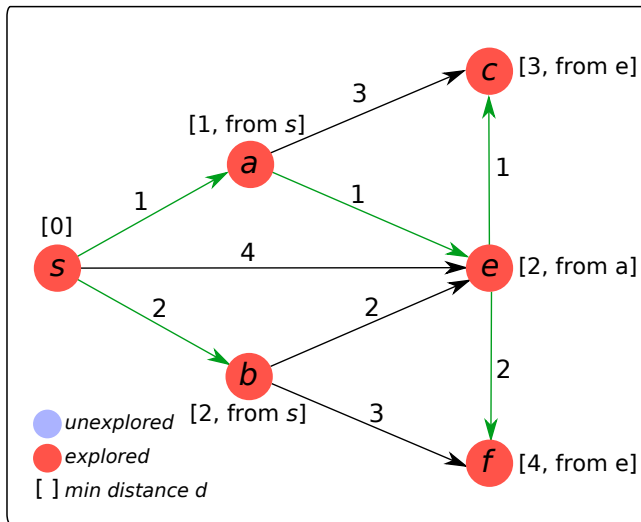 c
[3, from e]
3
[1, from s]
a
1
1
1
[0]
s
4
e
[2, from a]
2
2
b
2
[2, from s]
3
unexplored
explored
f
[4, from e]
[ ] min distance d